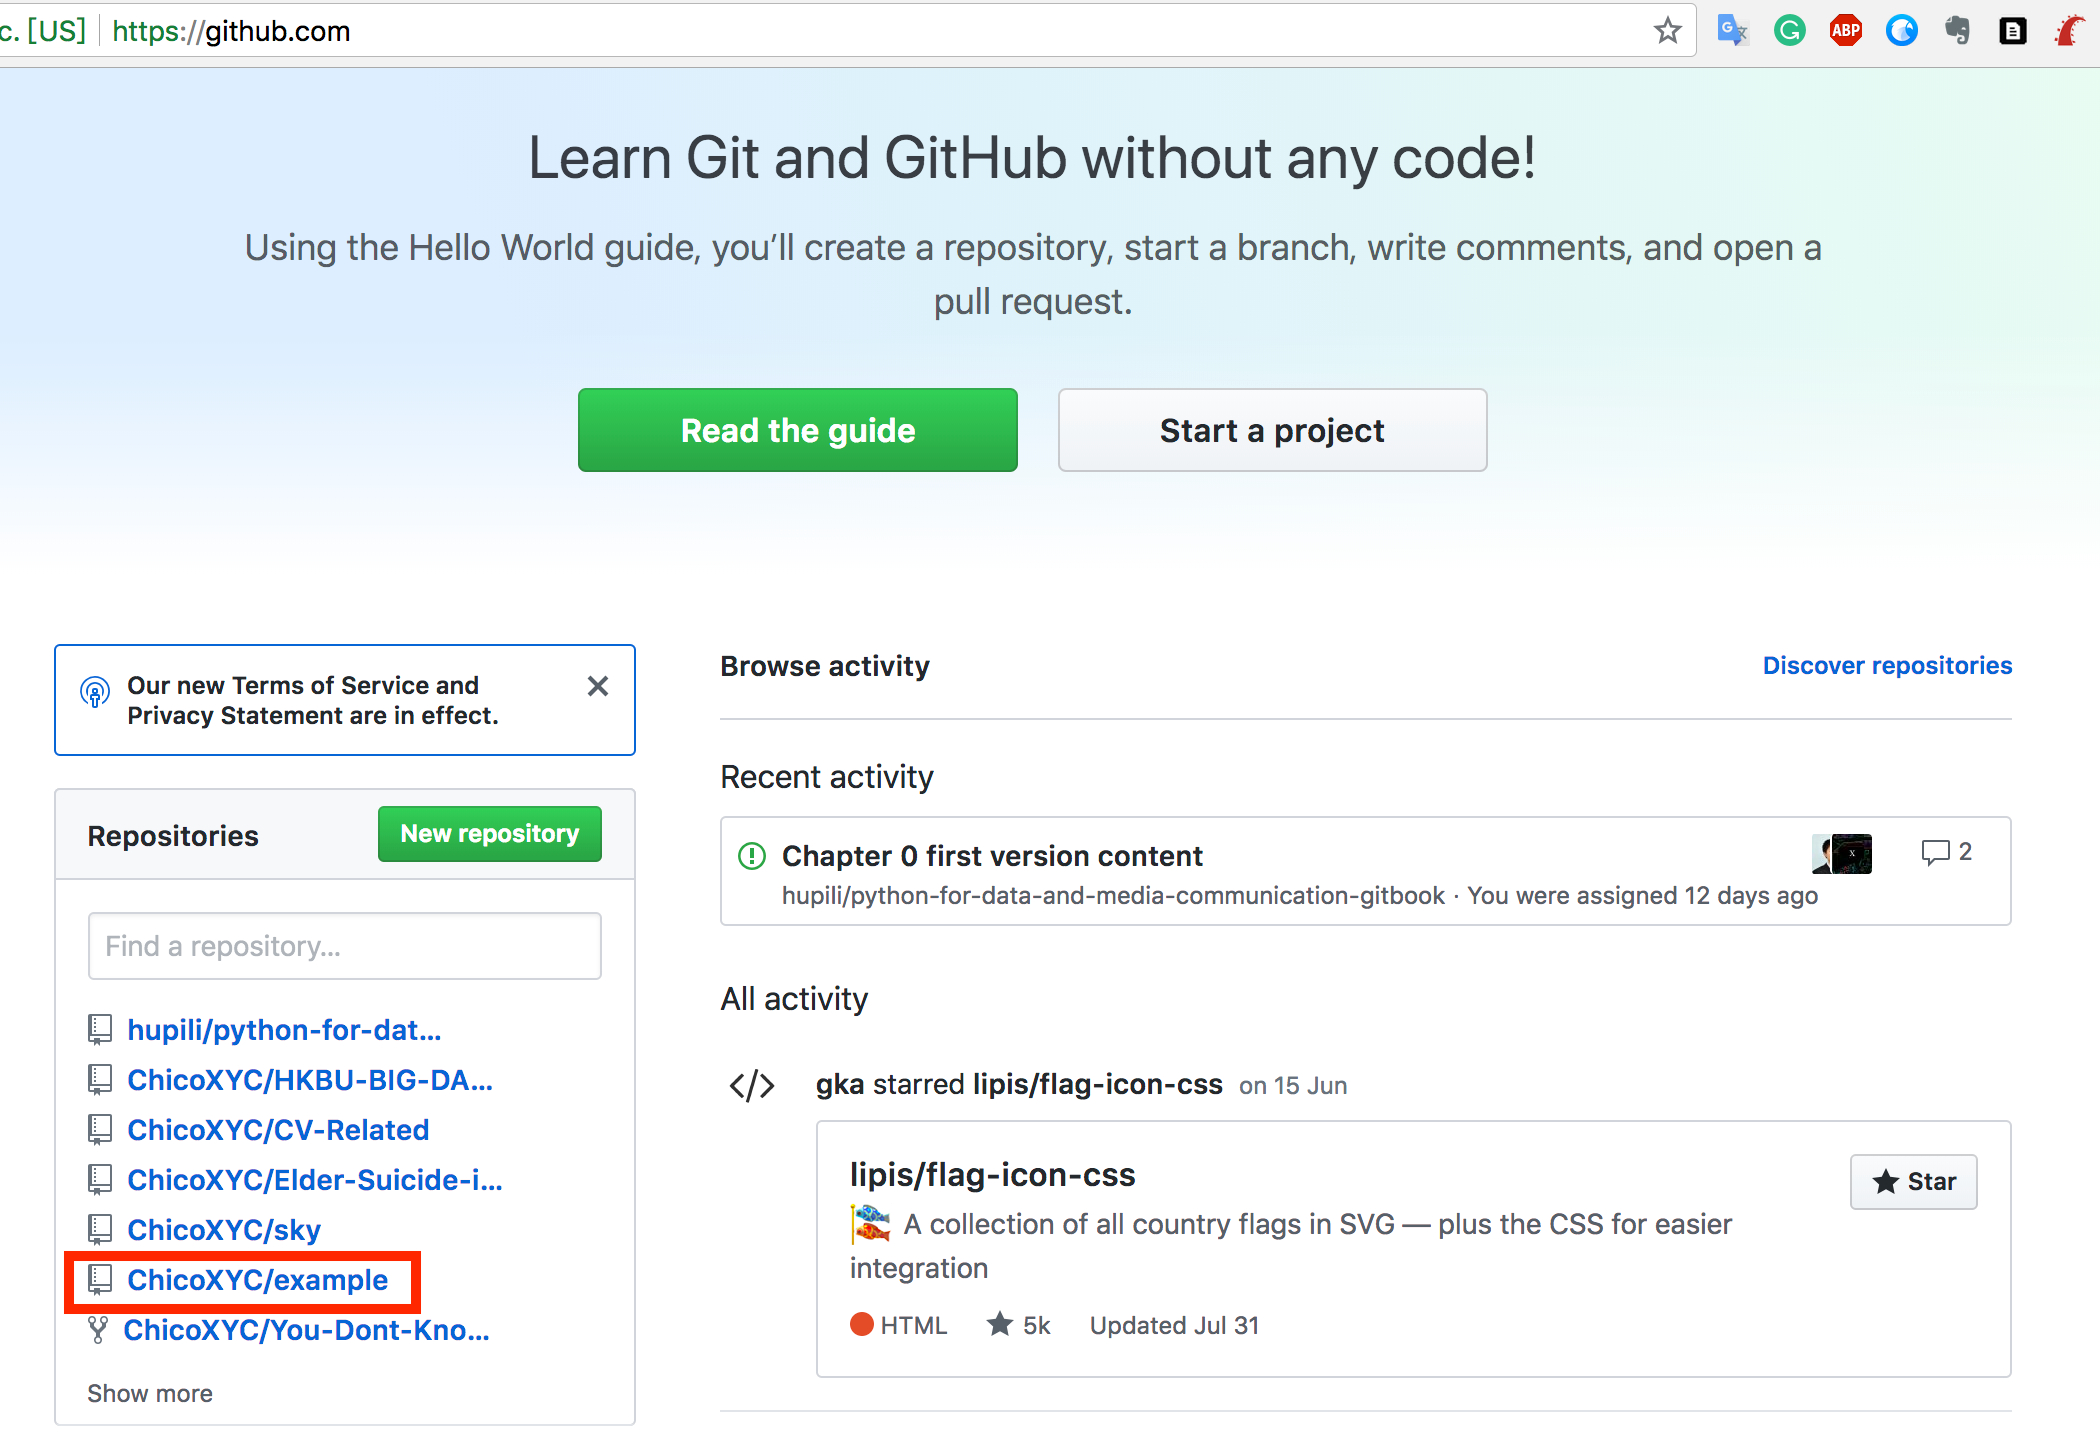 c. [US] https://github.com
ABP
Learn Git and GitHub without any code!
Using the Hello World guide, you’ll create a repository, start a branch, write comments, and open a
pull request.
Read the guide
Start a project
Our new Terms of Service and
Privacy Statement are in effect.
Repositories
New repository
Find a repository...
hupili/python-for-dat...
ChicoXYC/HKBU-BIG-DA...
ChicoXYC/CV-Related
ChicoXYC/Elder-Suicide-i...
ChicoXYC/sky
ChicoXYC/example
ChicoXYC/You-Dont-Kno...
Show more
Browse activity
Discover repositories
Recent activity
Chapter 0 first version content
2
hupili/python-for-data-and-media-communication-gitbook · You were assigned 12 days ago
All activity
gka starred lipis/flag-icon-css on 15 Jun
lipis/flag-icon-css
Star
A collection of all country flags in SVG — plus the CSS for easier
integration
HTML 5k Updated Jul 31